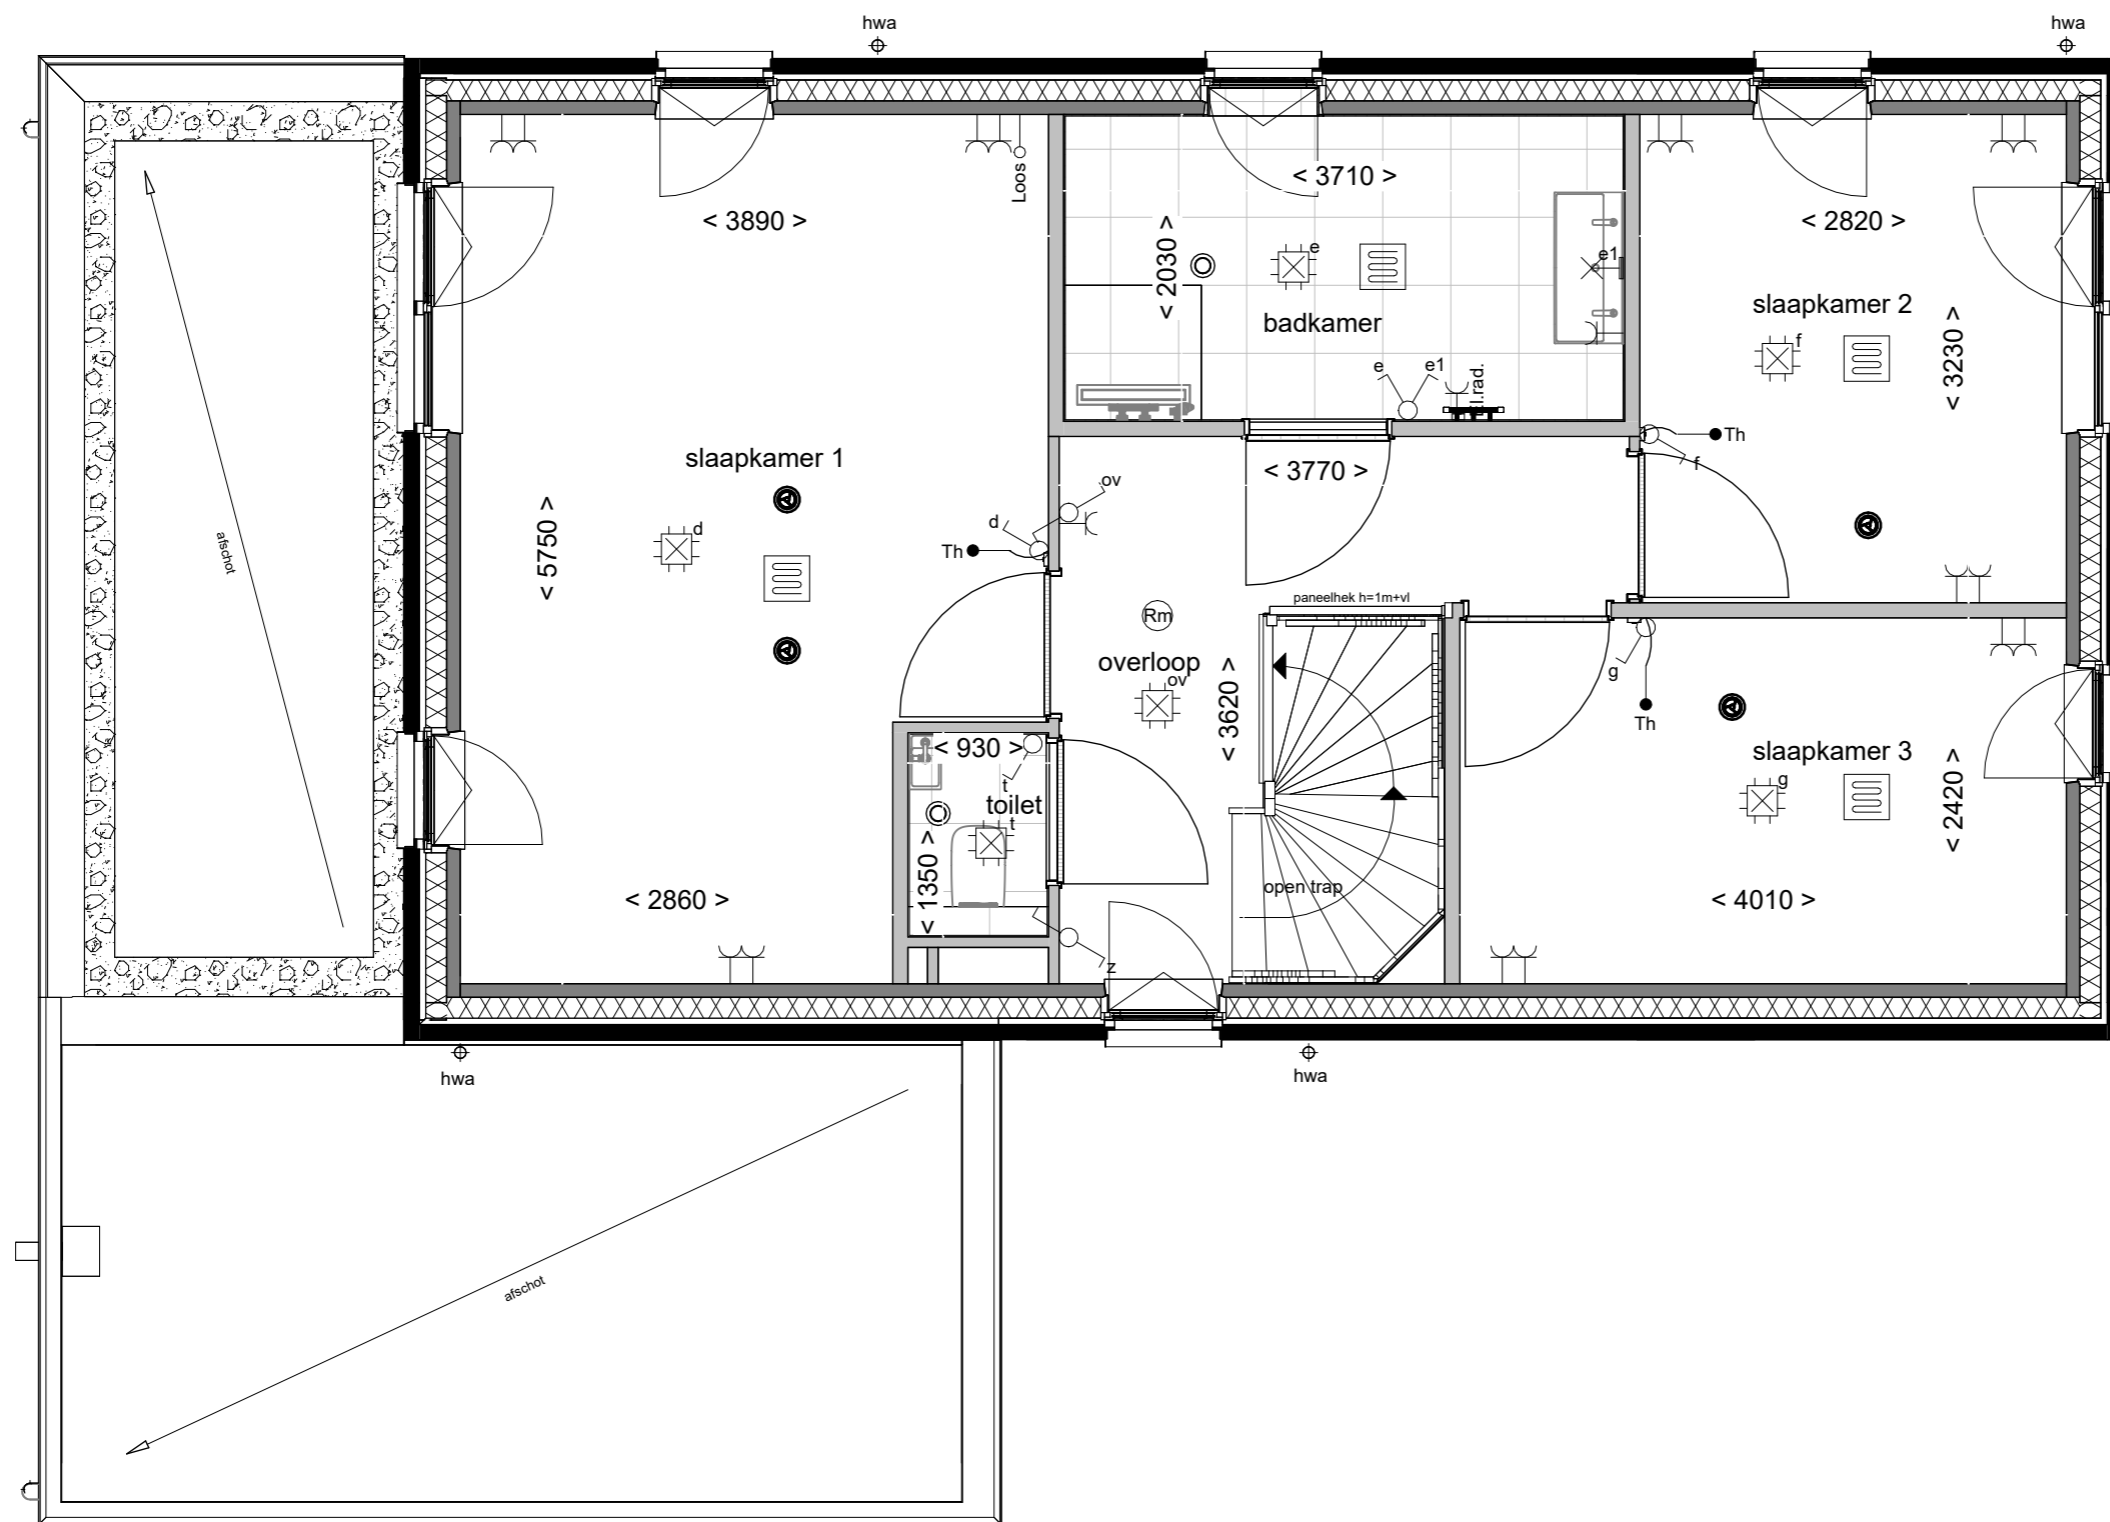 hwa
hwa
Loos
< 3890 >
< 3710 >
< 2820 >
< 2030 >
e
e1
badkamer
slaapkamer 2
f
< 3230 >
e
e1
l.rad.
slaapkamer 1
< 3770 >
Th
f
ov
d
Th
d
< 5750 >
afschot
paneelhek h=1m+vl
Rm
overloop
ov
< 3620 >
g
Th
slaapkamer 3
g
< 2420 >
< 930 >
t
toilet
t
< 1350 >
open trap
< 2860 >
< 4010 >
z
hwa
hwa
afschot